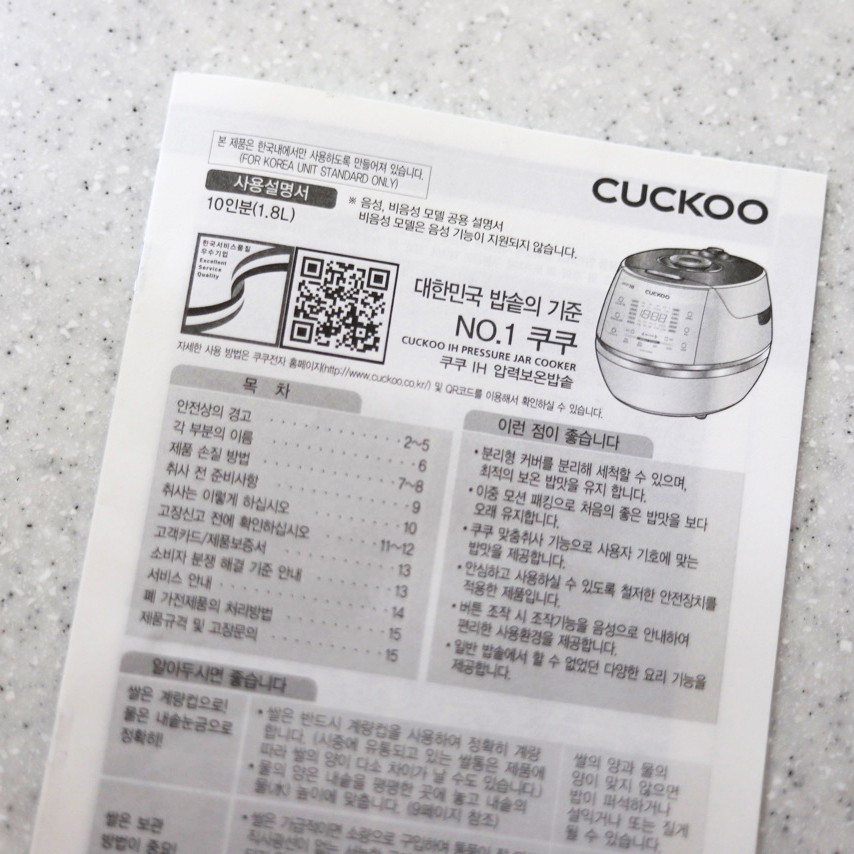 본 제품은 한국내에서만 사용하도록 만들어져 있습니다.
(FOR KOREA UNIT STANDARD ONLY)
사용설명서
10인분(1.8L)
※ 음성, 비음성 모델 공용 설명서
비음성 모델은 음성 기능이 지원되지 않습니다.
CUCKOO
한국서비스품질
우수기업
Excellent
Service
Quality
대한민국 밥솥의 기준
NO.1 쿠쿠
CUCKOO IH PRESSURE JAR COOKER
쿠쿠 IH 압력보온밥솥
CUCKOO
자세한 사용 방법은 쿠쿠전자 홈페이지(http://www.cuckoo.co.kr/) 및 QR코드를 이용해서 확인하실 수 있습니다.
목 차
안전상의 경고 2~5
각 부분의 이름 6
제품 손질 방법 7~8
취사 전 준비사항 9
취사는 이렇게 하십시오 10
고장신고 전에 확인하십시오 11~12
고객카드/제품보증서 13
소비자 분쟁 해결 기준 안내 13
서비스 안내 14
폐 가전제품의 처리방법 15
제품규격 및 고장문의 15
이런 점이 좋습니다
• 분리형 커버를 분리해 세척할 수 있으며,
최적의 보온 밥맛을 유지 합니다.
• 이중 모션 패킹으로 처음의 좋은 밥맛을 보다
오래 유지합니다.
• 쿠쿠 맞춤취사 기능으로 사용자 기호에 맞는
밥맛을 제공합니다.
• 안심하고 사용하실 수 있도록 철저한 안전장치를
적용한 제품입니다.
• 버튼 조작 시 조작기능을 음성으로 안내하여
편리한 사용환경을 제공합니다.
• 일반 밥솥에서 할 수 없었던 다양한 요리 기능을
제공합니다.
알아두시면 좋습니다
쌀은 계량컵으로!
물은 내솥눈금으로
정확히!
• 쌀은 반드시 계량컵을 사용하여 정확히 계량
합니다. (시중에 유통되고 있는 쌀통은 제품에
따라 쌀의 양이 다소 차이가 날 수도 있습니다.)
• 물의 양은 내솥을 평평한 곳에 놓고 내솥의
높이에 맞춥니다. (9페이지 참조)
쌀의 양과 물의
양이 맞지 않으면
밥이 퍼석하거나
설익거나 또는 질게
될 수 있습니다.
쌀은 보관
방법이 중요!
• 쌀은 가급적이면 소량으로 구입하여 통풍이 잘